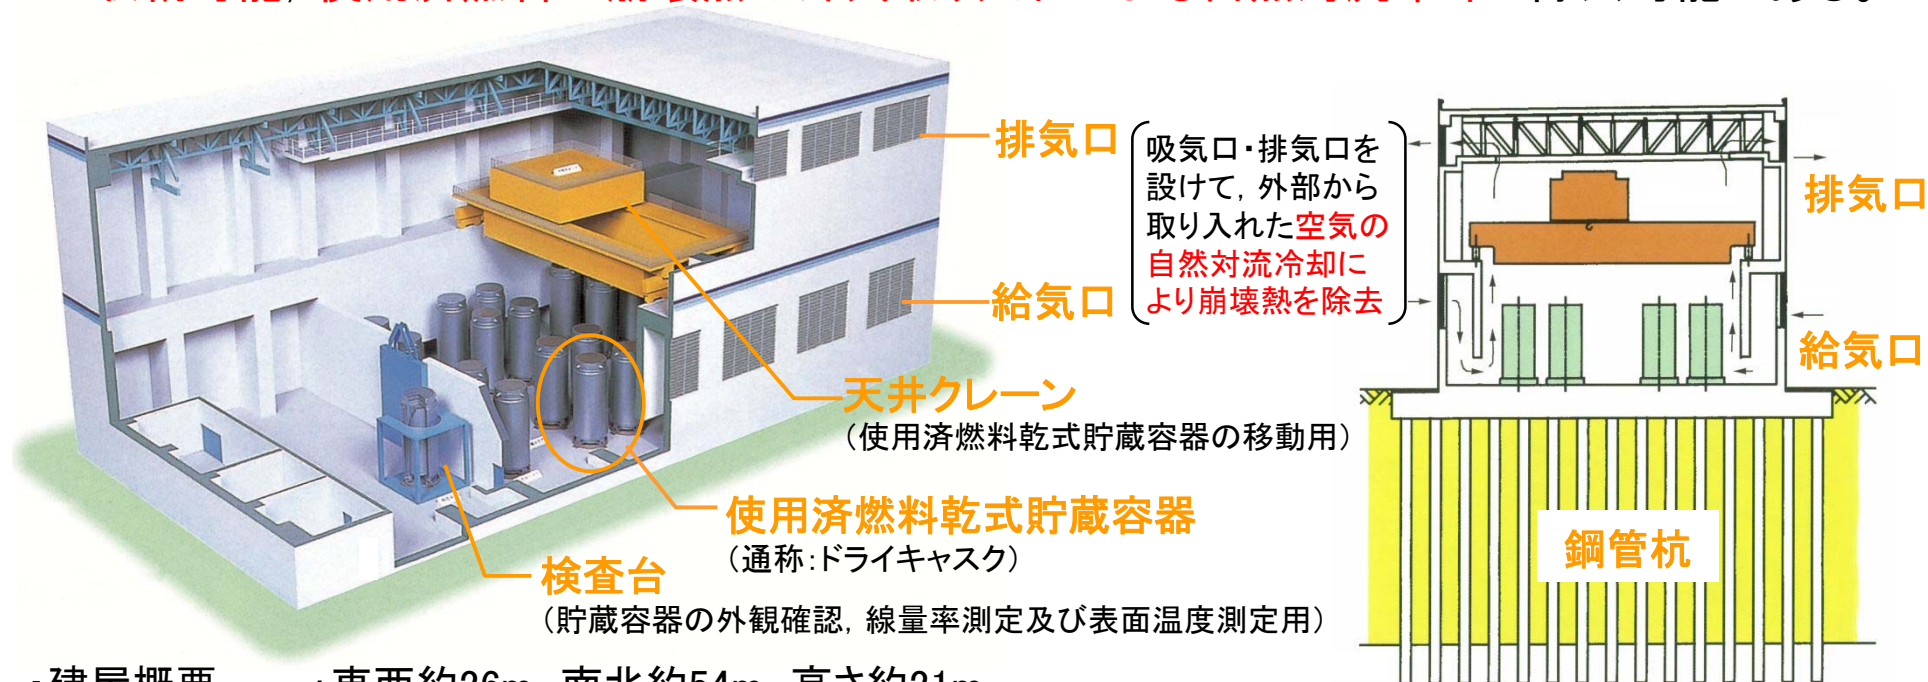 排気口
吸気口・排気口を
設けて，外部から
取り入れた空気の
自然対流冷却に
より崩壊熱を除去
排気口
給気口
給気口
天井クレーン
（使用済燃料乾式貯蔵容器の移動用）
使用済燃料乾式貯蔵容器
（通称：ドライキャスク）
鋼管杭
検査台
（貯蔵容器の外観確認，線量率測定及び表面温度測定用）